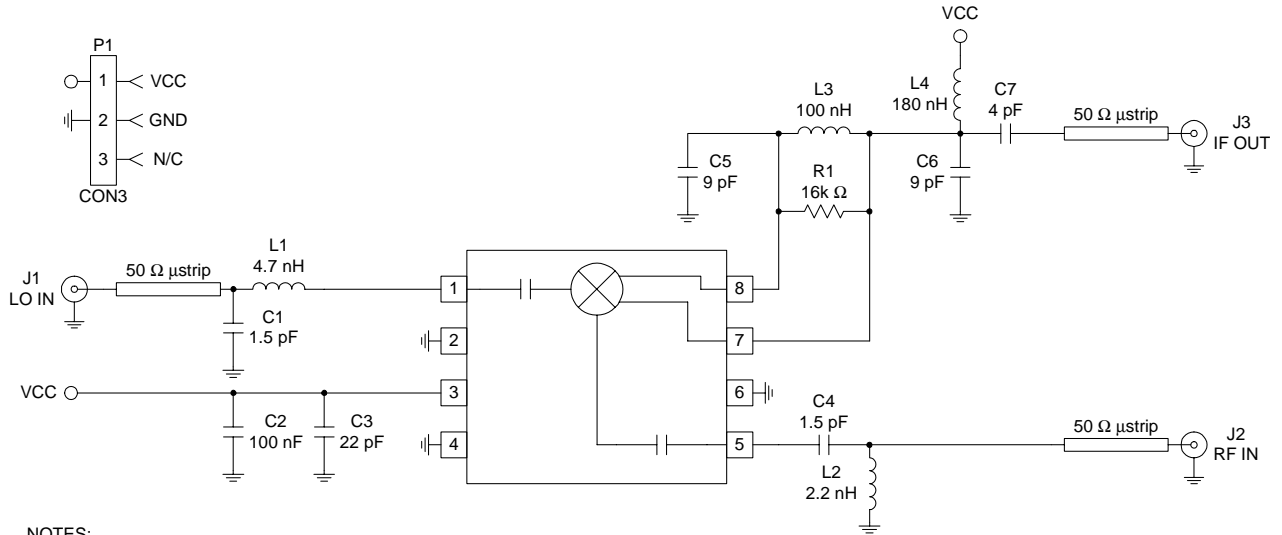 P1
1 VCC
2 GND
3 N/C
CON3
VCC
L4
180 nH
C7
4 pF
L3
100 nH
50 Ω µstrip
J3
IF OUT
C5
9 pF
R1
16k Ω
C6
9 pF
J1
LO IN
50 Ω µstrip
L1
4.7 nH
C1
1.5 pF
1
2
3
4
8
7
6
5
VCC
C2
100 nF
C3
22 pF
C4
1.5 pF
L2
2.2 nH
50 Ω µstrip
J2
RF IN
NOTES: